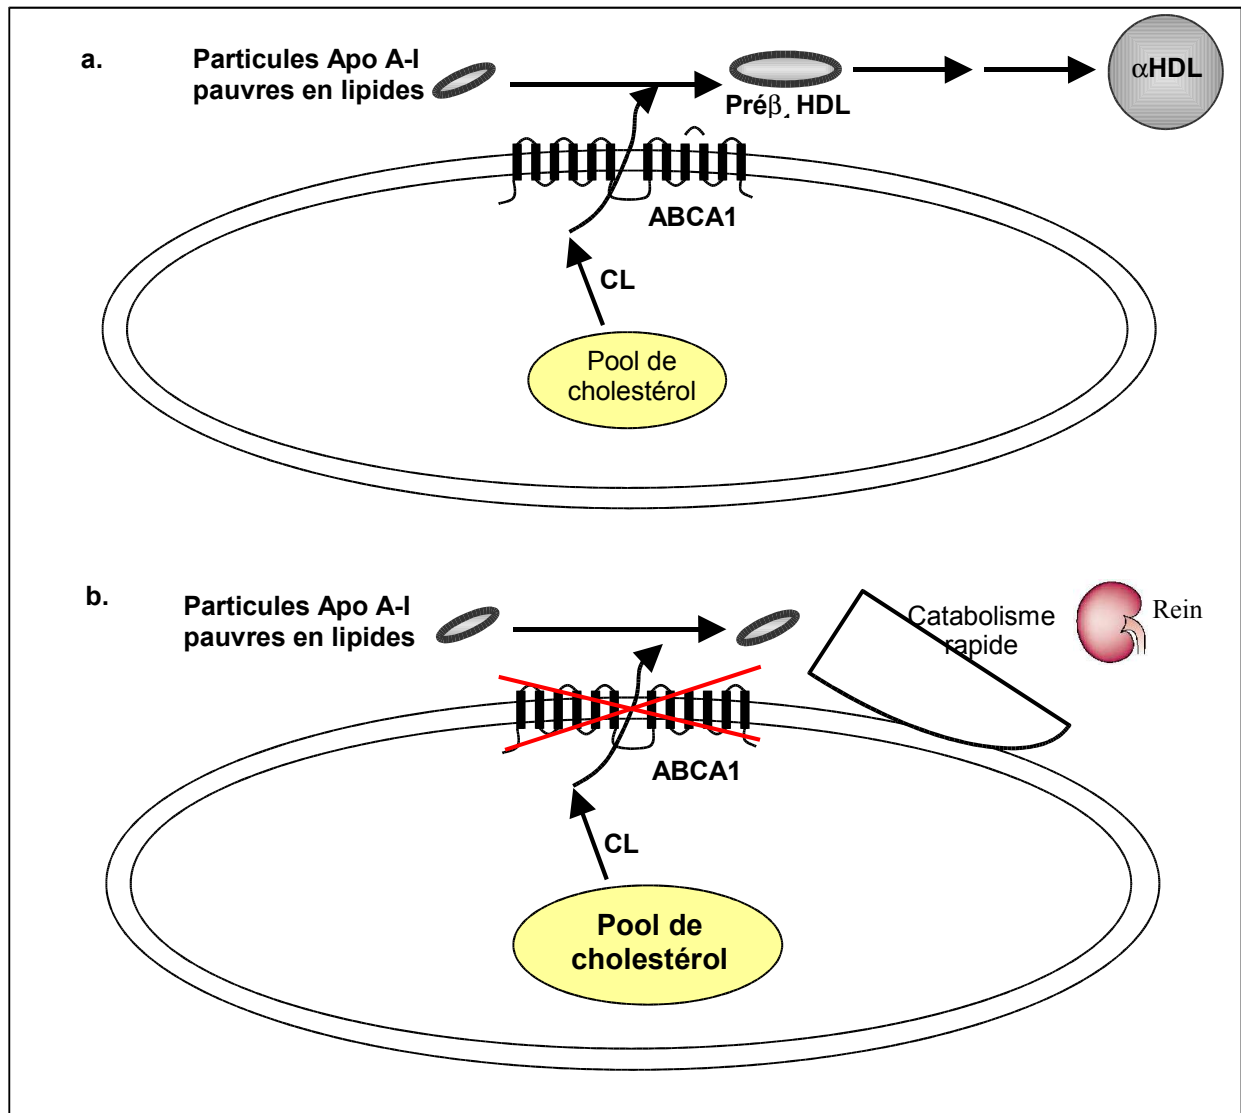 a.
Particules Apo A-I
pauvres en lipides
Préβ₁ HDL
αHDL
ABCA1
CL
Pool de
cholestérol
b.
Particules Apo A-I
pauvres en lipides
Catabolisme
rapide
Rein
ABCA1
CL
Pool de
cholestérol